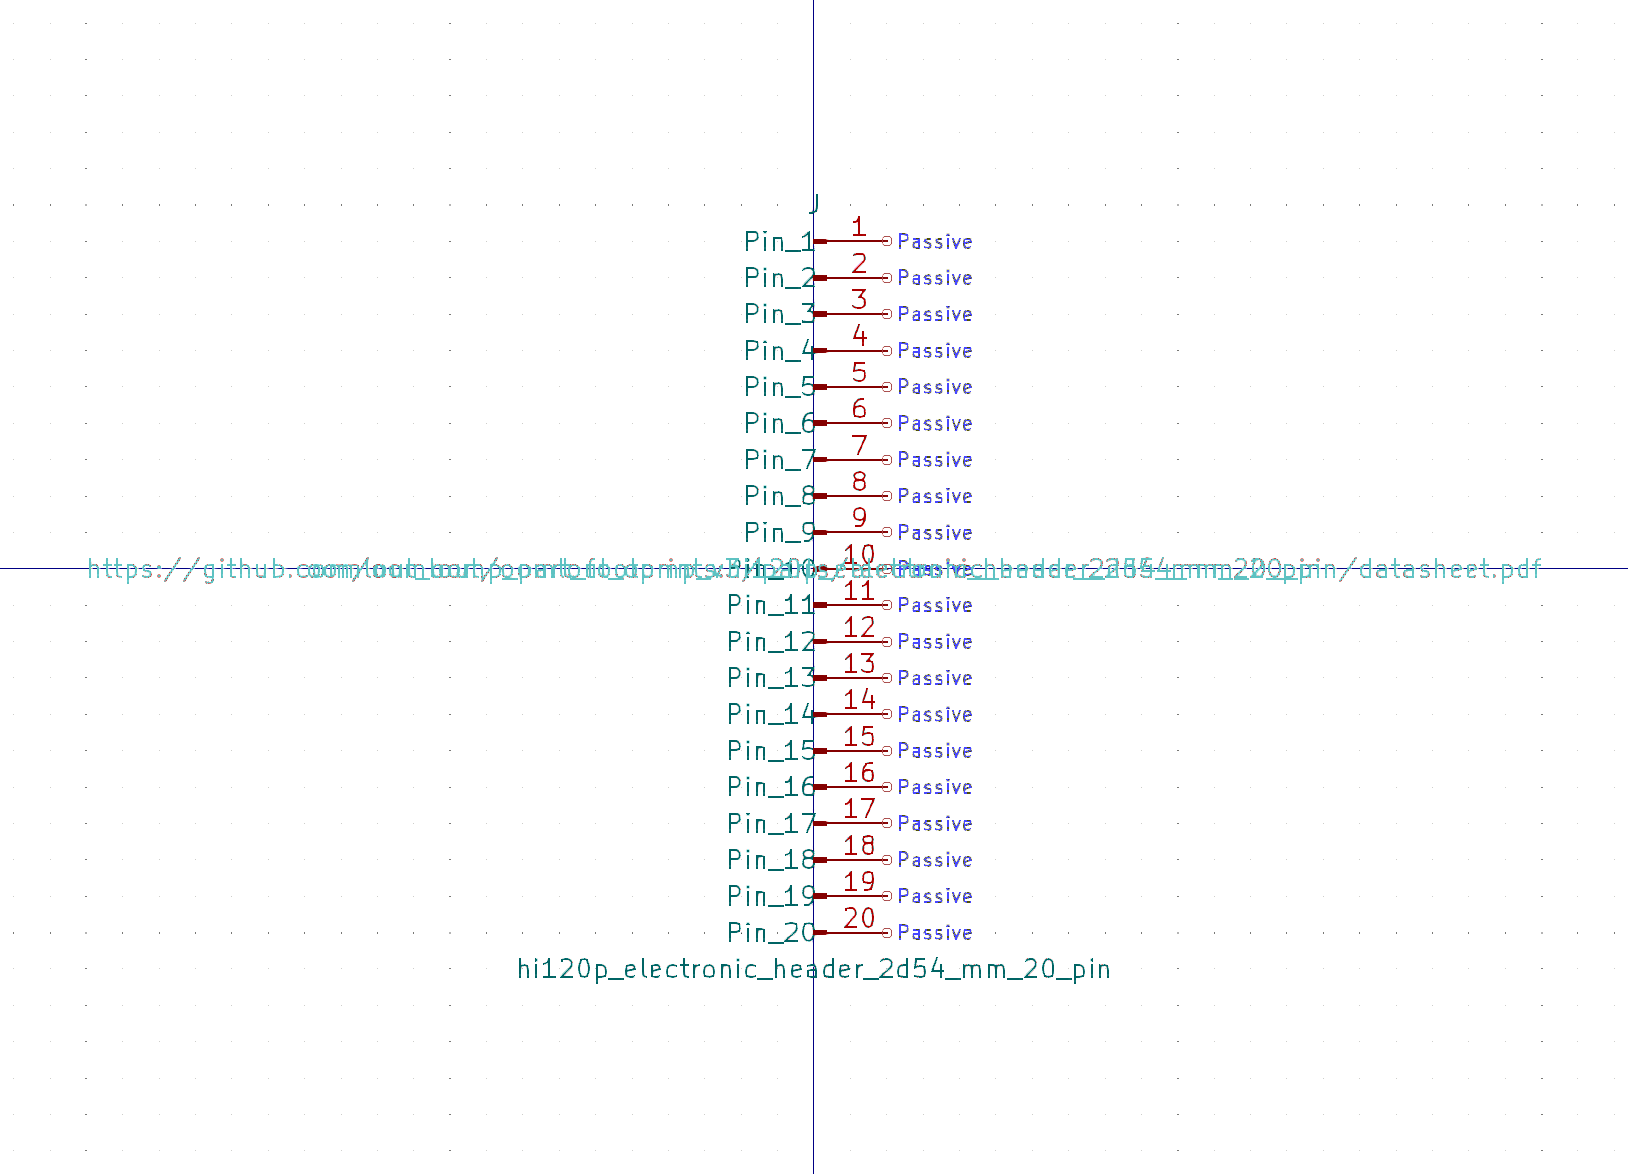 J
Pin_1 1 Passive
Pin_2 2 Passive
Pin_3 3 Passive
Pin_4 4 Passive
Pin_5 5 Passive
Pin_6 6 Passive
Pin_7 7 Passive
Pin_8 8 Passive
Pin_9 9 Passive
https://github.com/ Pin_10 10 Passive pin/datasheet.pdf
Pin_11 11 Passive
Pin_12 12 Passive
Pin_13 13 Passive
Pin_14 14 Passive
Pin_15 15 Passive
Pin_16 16 Passive
Pin_17 17 Passive
Pin_18 18 Passive
Pin_19 19 Passive
Pin_20 20 Passive
hi120p_electronic_header_2d54_mm_20_pin